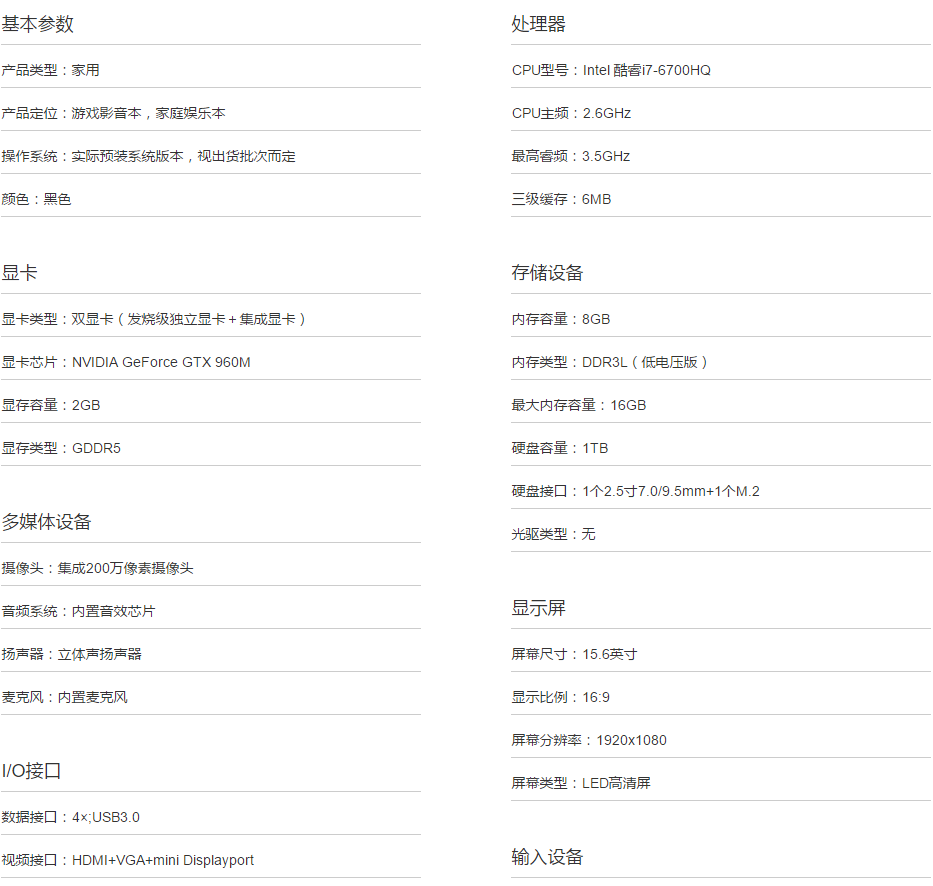 基本参数
产品类型：家用
产品定位：游戏影音本，家庭娱乐本
操作系统：实际预装系统版本，视出货批次而定
颜色：黑色
显卡
显卡类型：双显卡（发烧级独立显卡＋集成显卡）
显卡芯片：NVIDIA GeForce GTX 960M
显存容量：2GB
显存类型：GDDR5
多媒体设备
摄像头：集成200万像素摄像头
音频系统：内置音效芯片
扬声器：立体声扬声器
麦克风：内置麦克风
I/O接口
数据接口：4×;USB3.0
视频接口：HDMI+VGA+mini Displayport
处理器
CPU型号：Intel 酷睿i7-6700HQ
CPU主频：2.6GHz
最高睿频：3.5GHz
三级缓存：6MB
存储设备
内存容量：8GB
内存类型：DDR3L（低电压版）
最大内存容量：16GB
硬盘容量：1TB
硬盘接口：1个2.5寸7.0/9.5mm+1个M.2
光驱类型：无
显示屏
屏幕尺寸：15.6英寸
显示比例：16:9
屏幕分辨率：1920x1080
屏幕类型：LED高清屏
输入设备